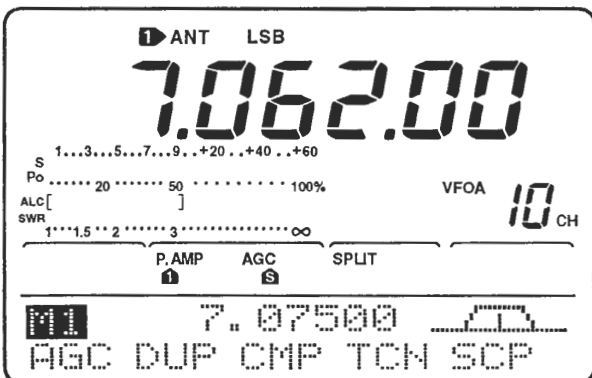 1 ANT LSB
7.062.00
1...3...5...7...9..+20..+40..+60
S
Po ...... 20 ...... 50 .......... 100%
VFOA 10 CH
ALC[ ]
SWR
1....1.5..2.........3.................∞
P.AMP AGC SPLIT
1 S
M1 7.07500
AGC DUP CMP TCN SCP